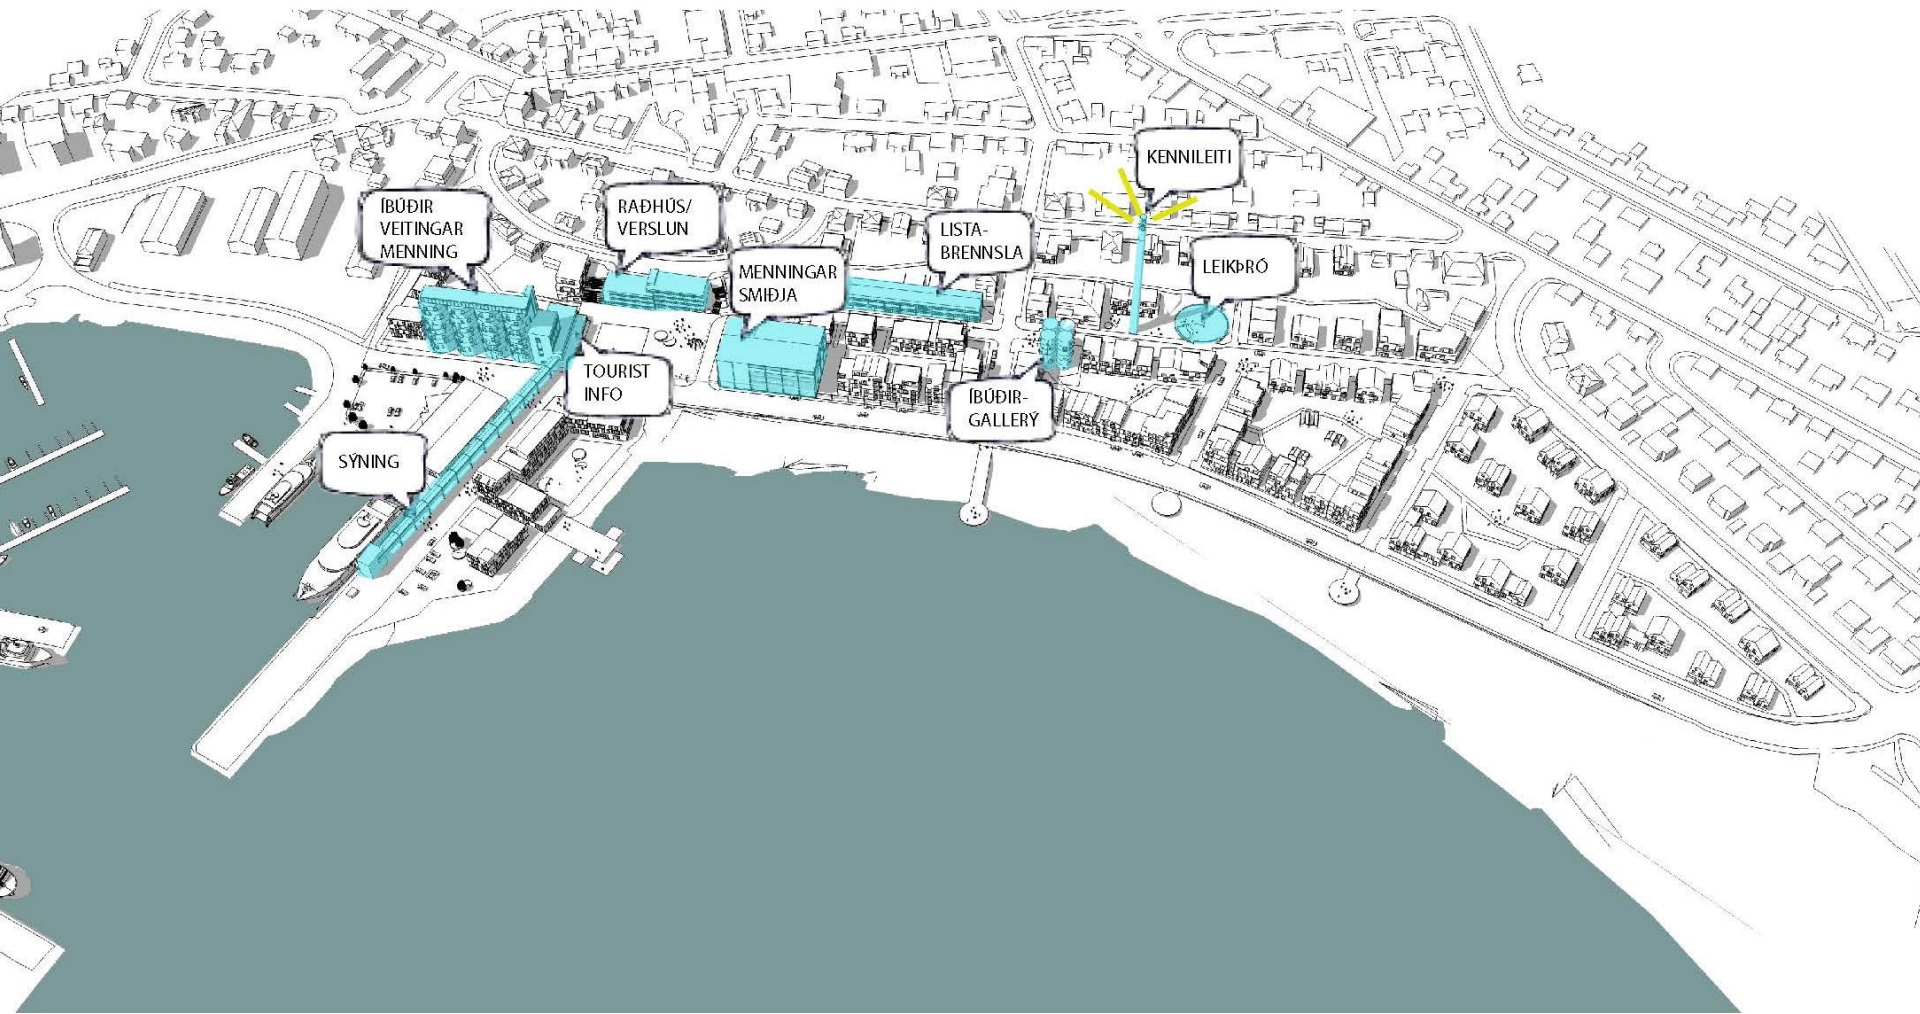 KENNILEITI
ÍBÚÐIR
VEITINGAR
MENNING
RAÐHÚS/
VERSLUN
LISTA-
BRENNSLA
LEIKÞRÓ
MENNINGAR
SMIÐJA
TOURIST
INFO
ÍBÚÐIR-
GALLERÝ
SÝNING